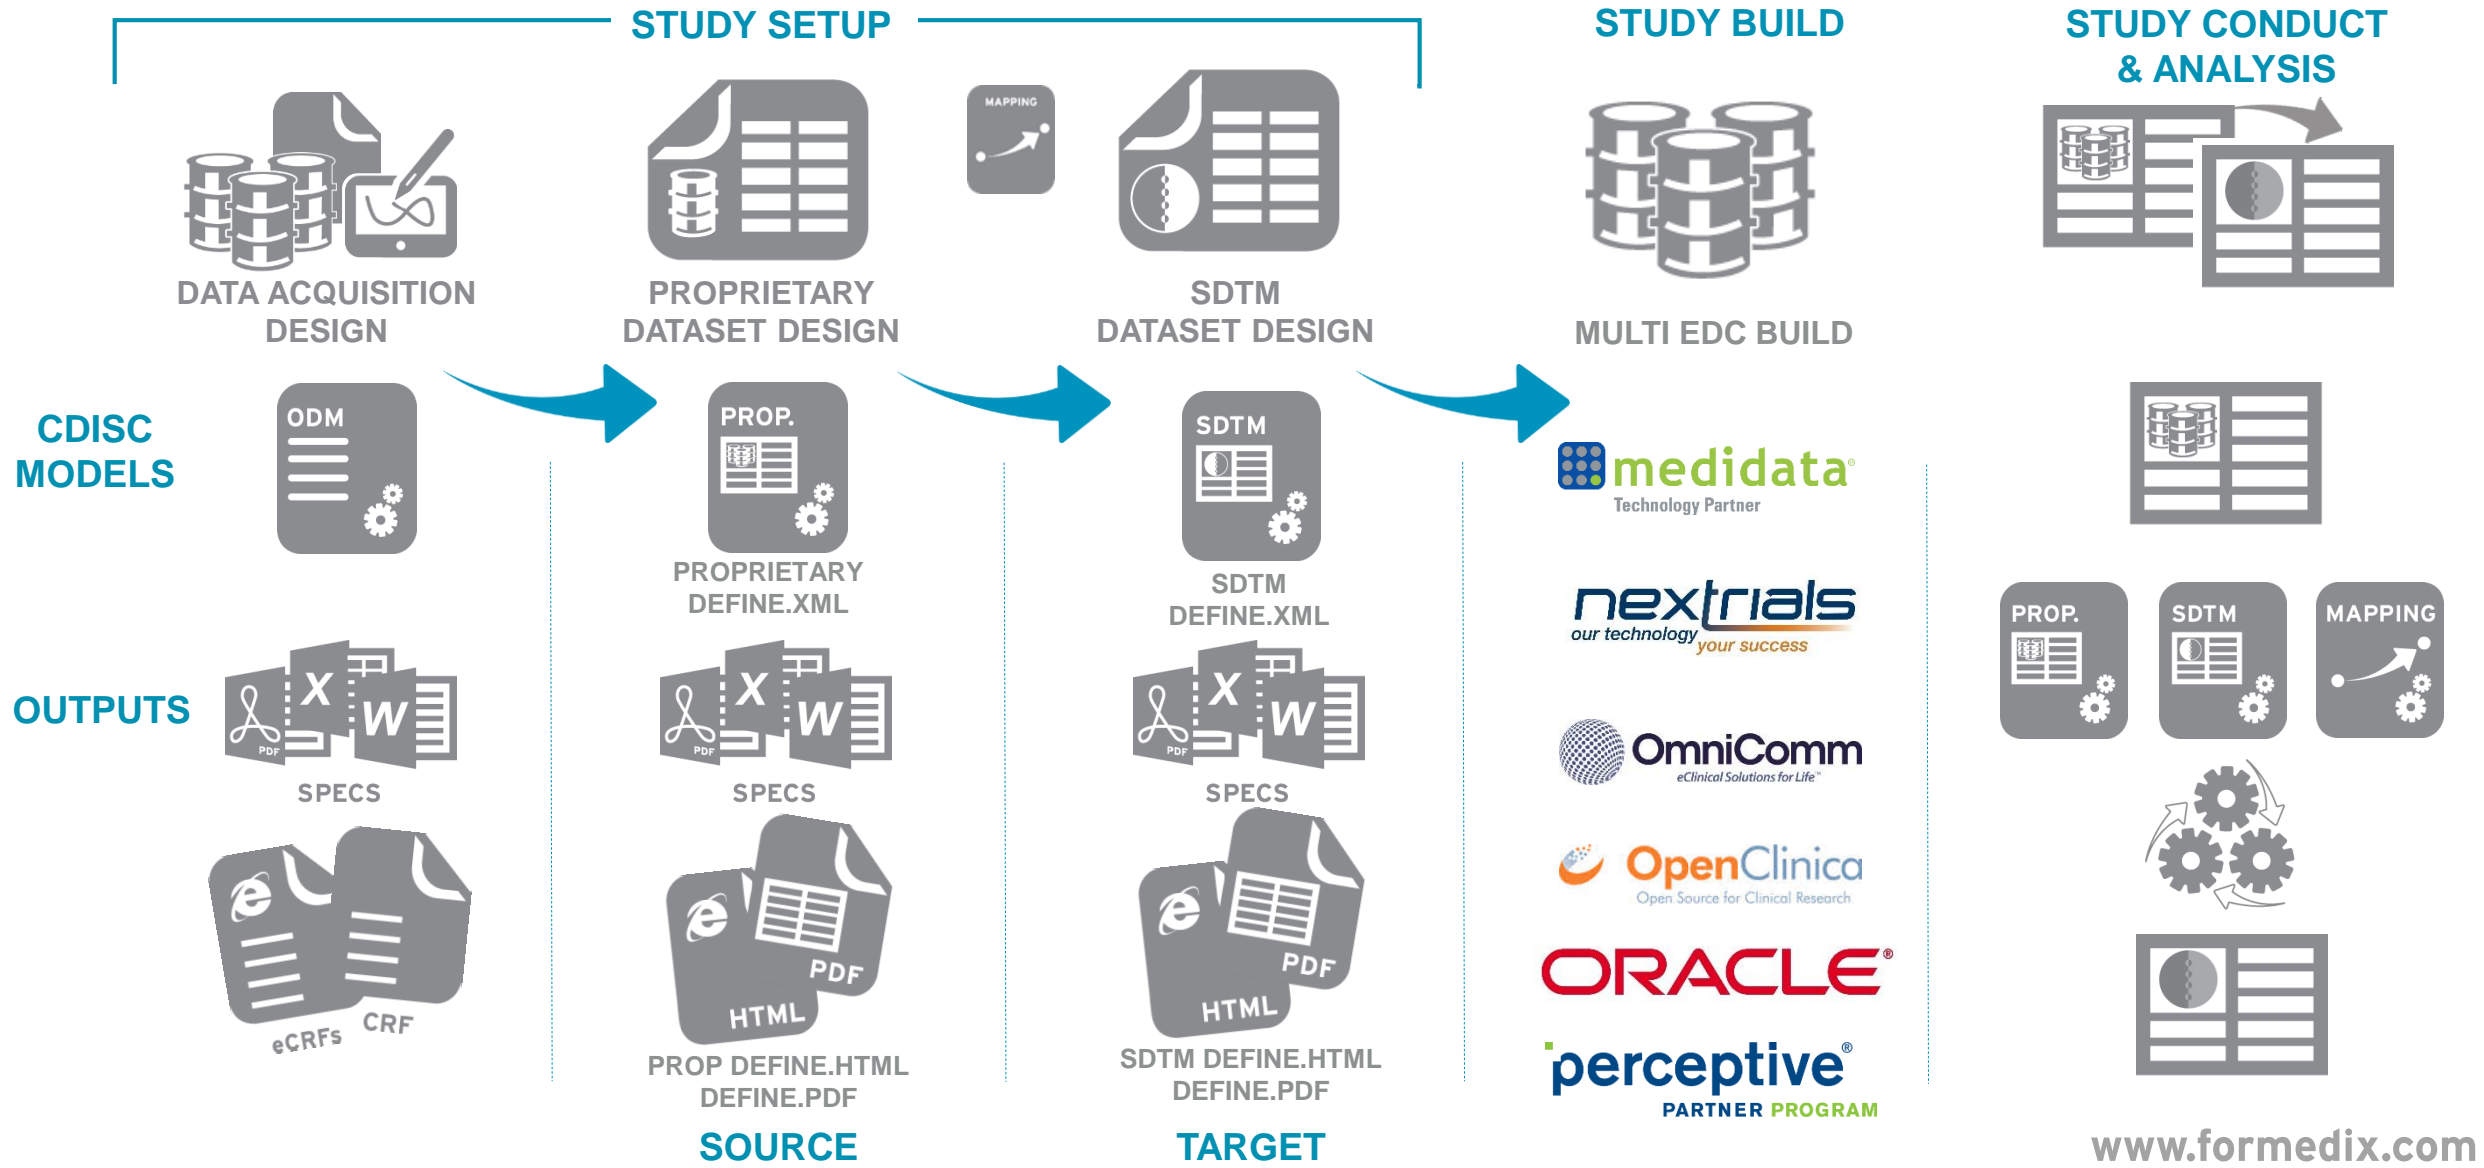 STUDY SETUP
STUDY BUILD
STUDY CONDUCT
& ANALYSIS
MAPPING
DATA ACQUISITION
DESIGN
PROPRIETARY
DATASET DESIGN
SDTM
DATASET DESIGN
MULTI EDC BUILD
CDISC
MODELS
ODM
PROP.
SDTM
medidata®
Technology Partner
PROPRIETARY
DEFINE.XML
SDTM
DEFINE.XML
nextrials
our technology
your success
PROP.
SDTM
MAPPING
OUTPUTS
PDF
X
W
SPECS
PDF
X
W
SPECS
PDF
X
W
SPECS
OmniComm
eClinical Solutions for Life™
OpenClinica
Open Source for Clinical Research
eCRFs
CRF
HTML
PDF
HTML
PDF
ORACLE®
PROP DEFINE.HTML
DEFINE.PDF
SDTM DEFINE.HTML
DEFINE.PDF
perceptive®
PARTNER PROGRAM
SOURCE
TARGET
www.formedix.com